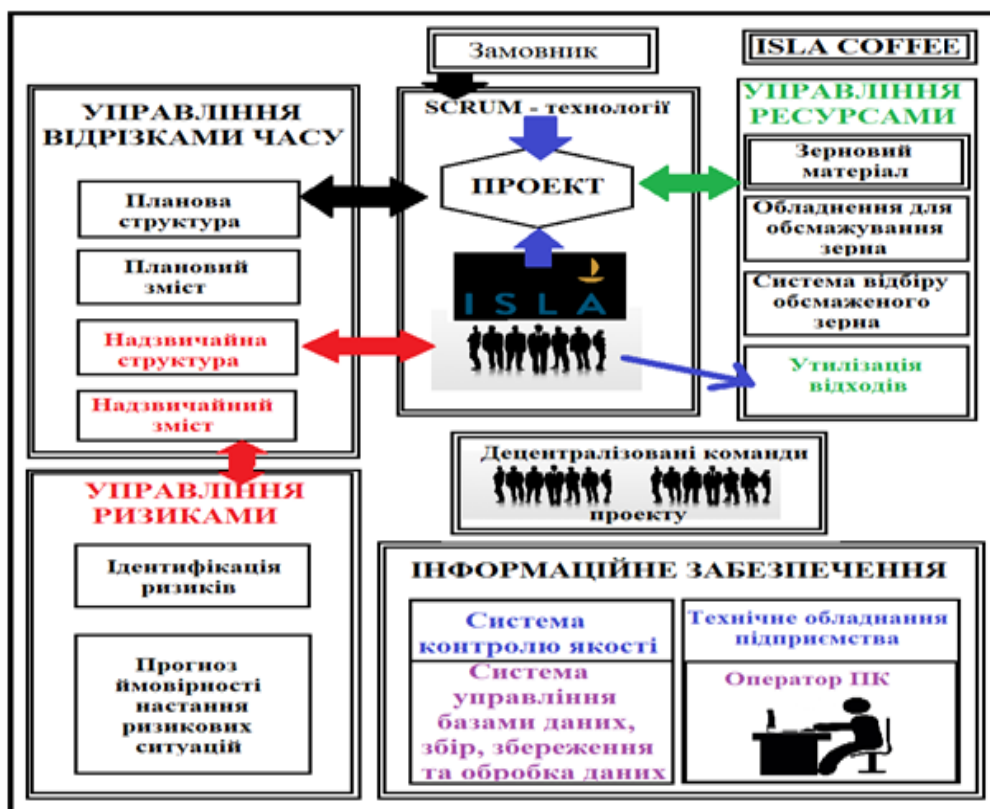 Замовник
ISLA COFFEE
УПРАВЛІННЯ
ВІДРІЗКАМИ ЧАСУ
Планова
структура
Плановий
зміст
Надзвичайна
структура
Надзвичайний
зміст
SCRUM - технології
ПРОЕКТ
ISLA
УПРАВЛІННЯ
РЕСУРСАМИ
Зерновий
матеріал
Обладнення для
обсмажування
зерна
Система відбіру
обсмаженого
зерна
Утилізація
відходів
Децентралізовані команди
проекту
УПРАВЛІННЯ
РИЗИКАМИ
Ідентифікація
ризиків
Прогноз
ймовірності
настання
ризикових
ситуацій
ІНФОРМАЦІЙНЕ ЗАБЕЗПЕЧЕННЯ
Система
контролю якості
Система
управління
базами даних,
збір, збереження
та обробка даних
Технічне обладнання
підприємства
Оператор ПК